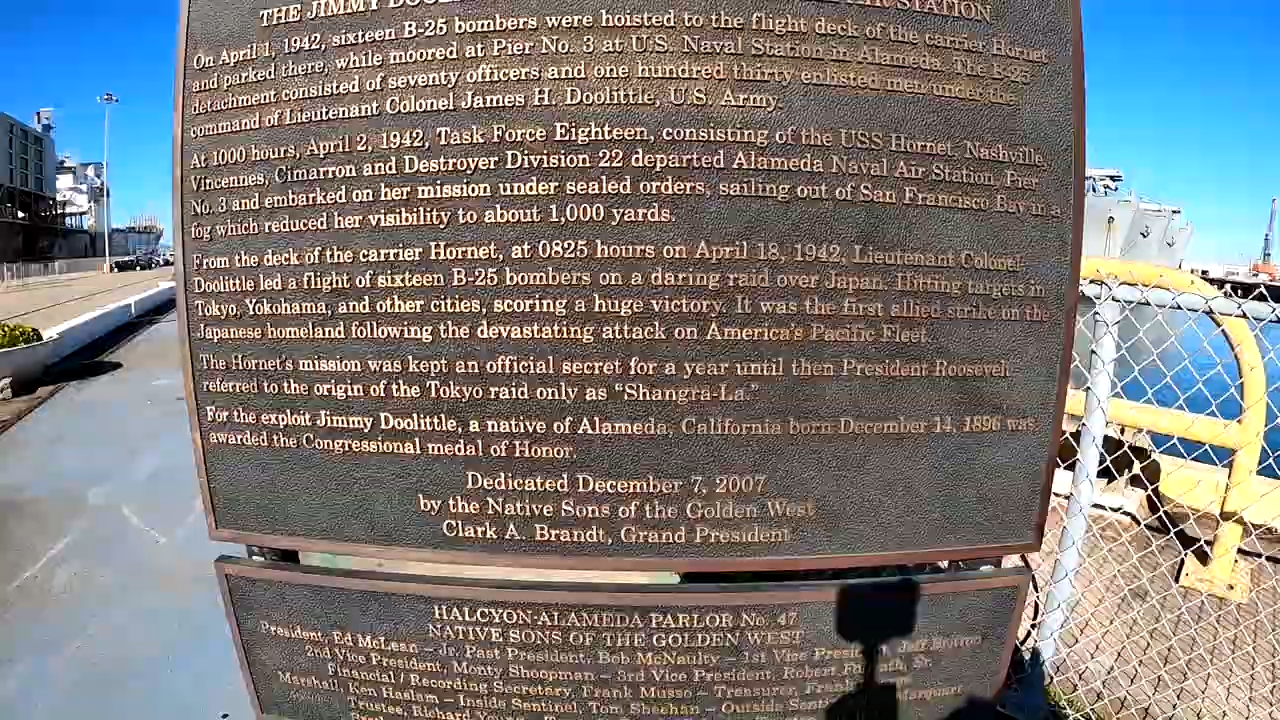 THE JIMMY STATION
On April 1, 1942, sixteen B-25 bombers were hoisted to the flight deck of the carrier Hornet
and parked there, while moored at Pier No. 3 at U.S. Naval Station in Alameda. The B-25
detachment consisted of seventy officers and one hundred thirty enlisted men under the
command of Lieutenant Colonel James H. Doolittle, U.S. Army.
At 1000 hours, April 2, 1942, Task Force Eighteen, consisting of the USS Hornet, Nashville,
Vincennes, Cimarron and Destroyer Division 22 departed Alameda Naval Air Station, Pier
No. 3 and embarked on her mission under sealed orders, sailing out of San Francisco Bay in a
fog which reduced her visibility to about 1,000 yards.
From the deck of the carrier Hornet, at 0825 hours on April 18, 1942, Lieutenant Colonel
Doolittle led a flight of sixteen B-25 bombers on a daring raid over Japan. Hitting targets in
Tokyo, Yokohama, and other cities, scoring a huge victory. It was the first allied strike on the
Japanese homeland following the devastating attack on America's Pacific Fleet.
The Hornet's mission was kept an official secret for a year until then President Roosevelt
referred to the origin of the Tokyo raid only as "Shangra-La."
For the exploit Jimmy Doolittle, a native of Alameda, California born December 14, 1896 was
awarded the Congressional medal of Honor.
Dedicated December 7, 2007
by the Native Sons of the Golden West
Clark A. Brandt, Grand President
HALCYON-ALAMEDA PARLOR No. 47
NATIVE SONS OF THE GOLDEN WEST
President, Ed McLean – Jr. Past President, Bob McNaulty – 1st Vice President, Jeff
2nd Vice President, Monty Shoopman – 3rd Vice President, Robert Sr.
Financial / Recording Secretary, Frank Musso – Treasurer,
Marshall, Ken Haslam – Inside Sentinel, Tom Sheehan – Outside
Trustee, Richard